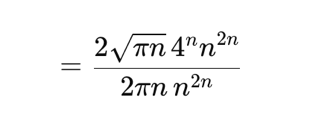 = \frac{2\sqrt{\pi n}\, 4^n n^{2n}}{2\pi n\, n^{2n}}